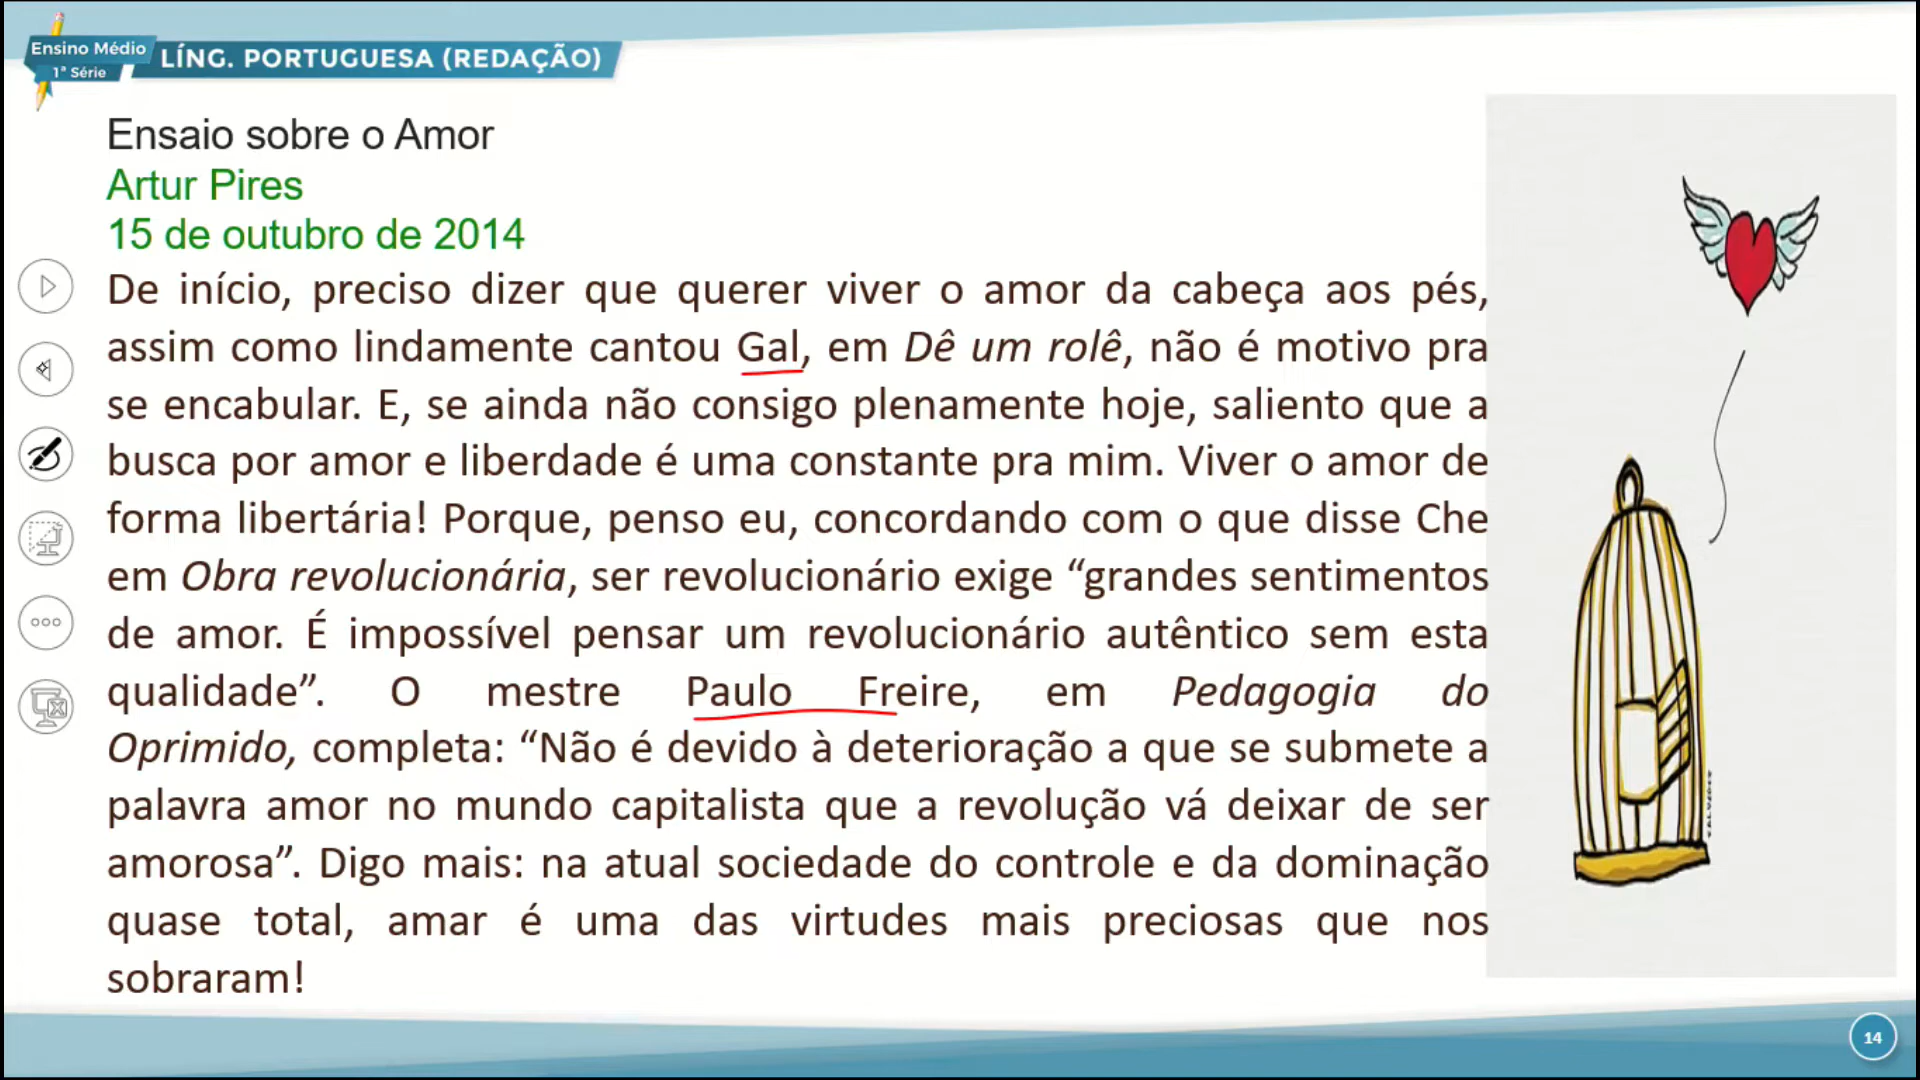 Ensino Médio
1ª Série
LÍNG. PORTUGUESA (REDAÇÃO)
Ensaio sobre o Amor
Artur Pires
15 de outubro de 2014
De início, preciso dizer que querer viver o amor da cabeça aos pés,
assim como lindamente cantou Gal, em Dê um rolê, não é motivo pra
se encabular. E, se ainda não consigo plenamente hoje, saliento que a
busca por amor e liberdade é uma constante pra mim. Viver o amor de
forma libertária! Porque, penso eu, concordando com o que disse Che
em Obra revolucionária, ser revolucionário exige “grandes sentimentos
de amor. É impossível pensar um revolucionário autêntico sem esta
qualidade”. O mestre Paulo Freire, em Pedagogia do
Oprimido, completa: “Não é devido à deterioração a que se submete a
palavra amor no mundo capitalista que a revolução vá deixar de ser
amorosa”. Digo mais: na atual sociedade do controle e da dominação
quase total, amar é uma das virtudes mais preciosas que nos
sobraram!
14